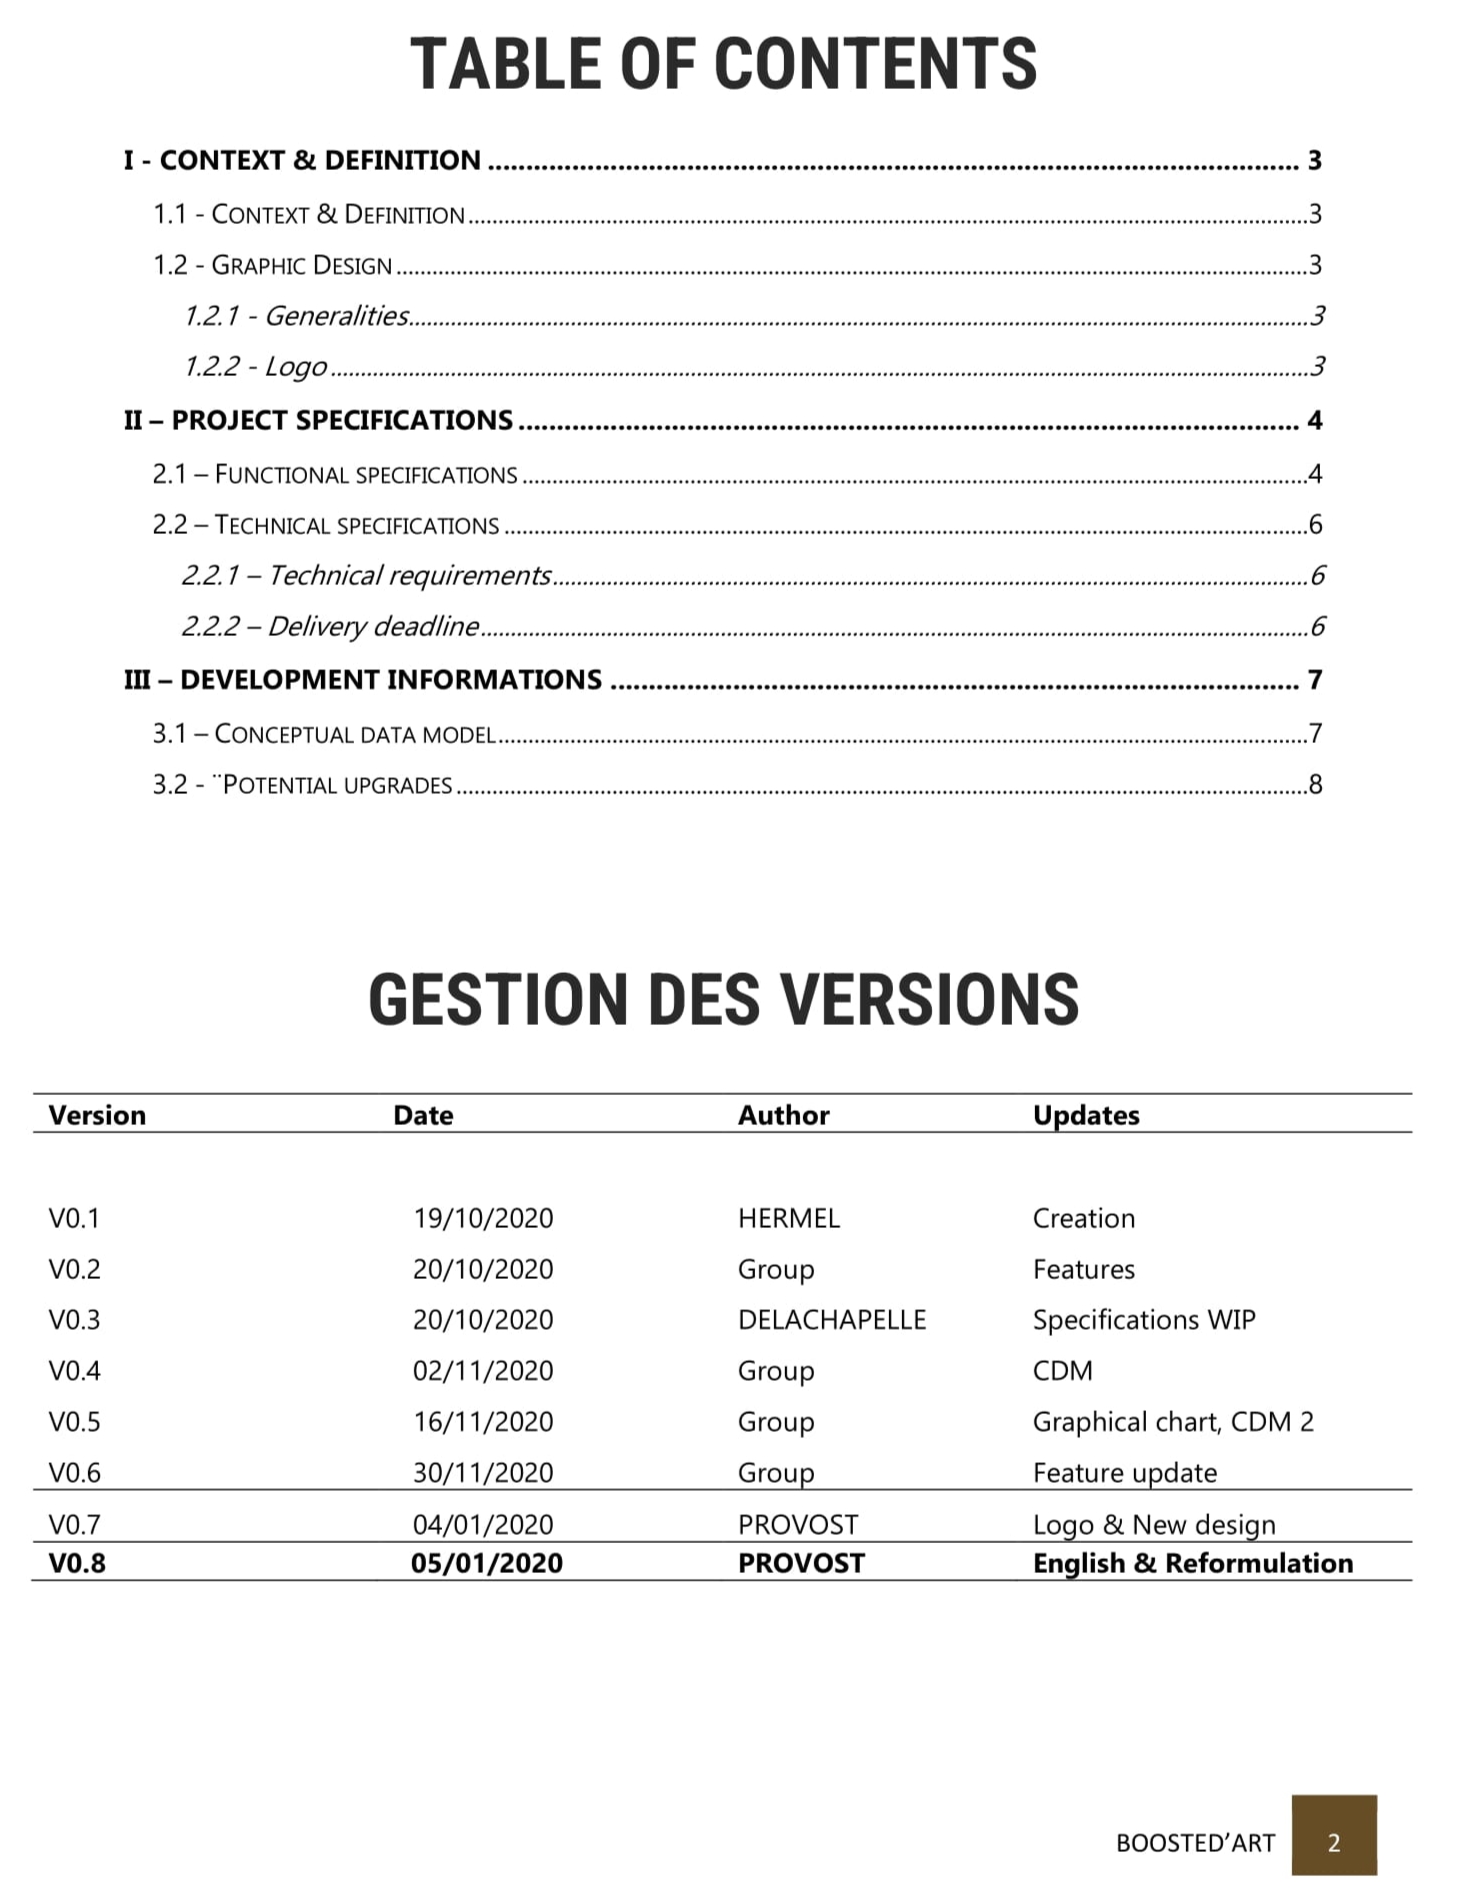 TABLE OF CONTENTS
I - CONTEXT & DEFINITION ........................................ 3
1.1 - CONTEXT & DEFINITION ........................................ 3
1.2 - GRAPHIC DESIGN ........................................ 3
1.2.1 - Generalities ........................................ 3
1.2.2 - Logo ........................................ 3
II – PROJECT SPECIFICATIONS ........................................ 4
2.1 – FUNCTIONAL SPECIFICATIONS ........................................ 4
2.2 – TECHNICAL SPECIFICATIONS ........................................ 6
2.2.1 – Technical requirements ........................................ 6
2.2.2 – Delivery deadline ........................................ 6
III – DEVELOPMENT INFORMATIONS ........................................ 7
3.1 – CONCEPTUAL DATA MODEL ........................................ 7
3.2 - ¨POTENTIAL UPGRADES ........................................ 8
GESTION DES VERSIONS
Version Date Author Updates
V0.1 19/10/2020 HERMEL Creation
V0.2 20/10/2020 Group Features
V0.3 20/10/2020 DELACHAPELLE Specifications WIP
V0.4 02/11/2020 Group CDM
V0.5 16/11/2020 Group Graphical chart, CDM 2
V0.6 30/11/2020 Group Feature update
V0.7 04/01/2020 PROVOST Logo & New design
V0.8 05/01/2020 PROVOST English & Reformulation
BOOSTED’ART 2